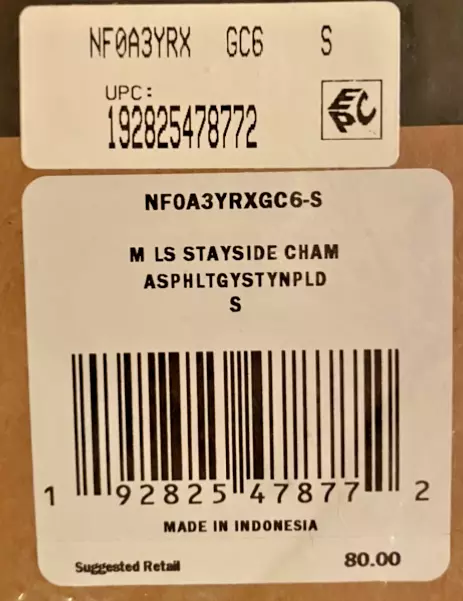 NF0A3YRX GC6 S
UPC:
192825478772
EPC
NF0A3YRXGC6-S
M LS STAYSIDE CHAM
ASPHLTGYSTYNPLD
S
1 92825 47877 2
MADE IN INDONESIA
Suggested Retail 80.00